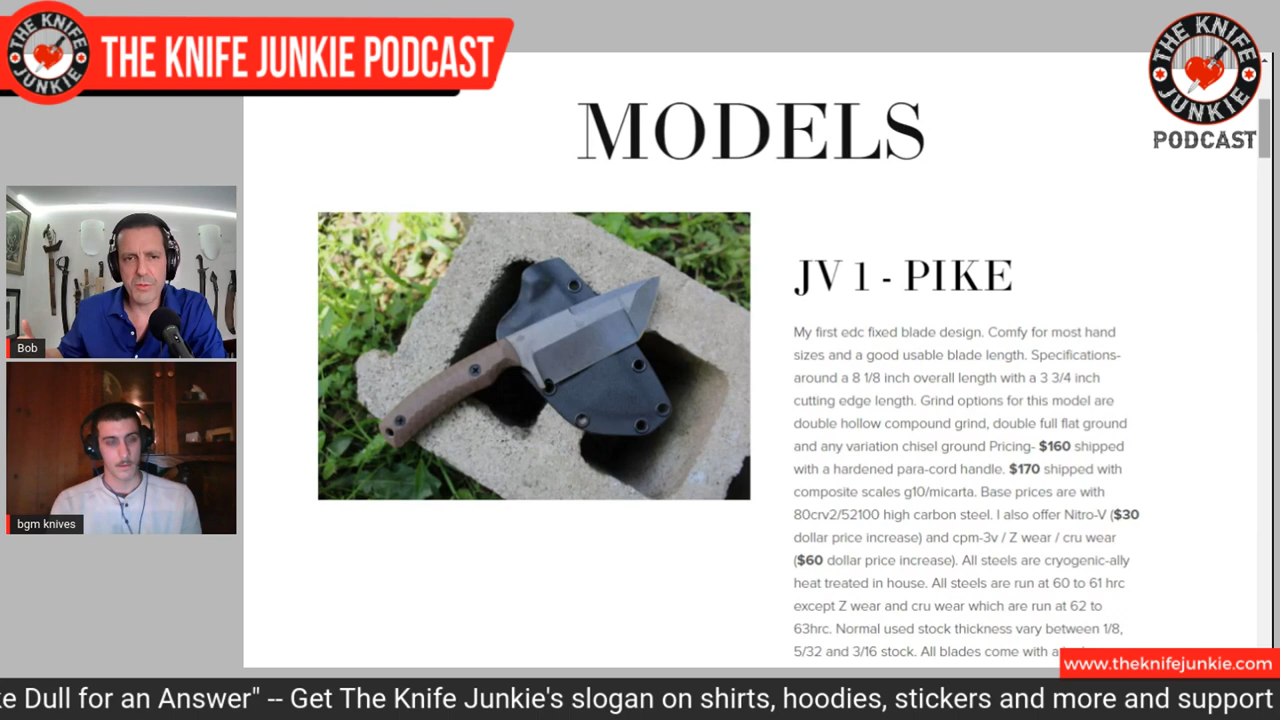 THE KNIFE JUNKIE
THE KNIFE JUNKIE PODCAST
THE KNIFE JUNKIE
PODCAST
MODELS
JV 1 - PIKE
My first edc fixed blade design. Comfy for most hand
sizes and a good usable blade length. Specifications-
around a 8 1/8 inch overall length with a 3 3/4 inch
cutting edge length. Grind options for this model are
double hollow compound grind, double full flat ground
and any variation chisel ground Pricing- $160 shipped
with a hardened para-cord handle. $170 shipped with
composite scales g10/micarta. Base prices are with
80crv2/52100 high carbon steel. I also offer Nitro-V ($30
dollar price increase) and cpm-3v / Z wear / cru wear
($60 dollar price increase). All steels are cryogenic-ally
heat treated in house. All steels are run at 60 to 61 hrc
except Z wear and cru wear which are run at 62 to
63hrc. Normal used stock thickness vary between 1/8,
5/32 and 3/16 stock. All blades come with a
Bob
bgm knives
www.theknifejunkie.com
ke Dull for an Answer" -- Get The Knife Junkie's slogan on shirts, hoodies, stickers and more and support